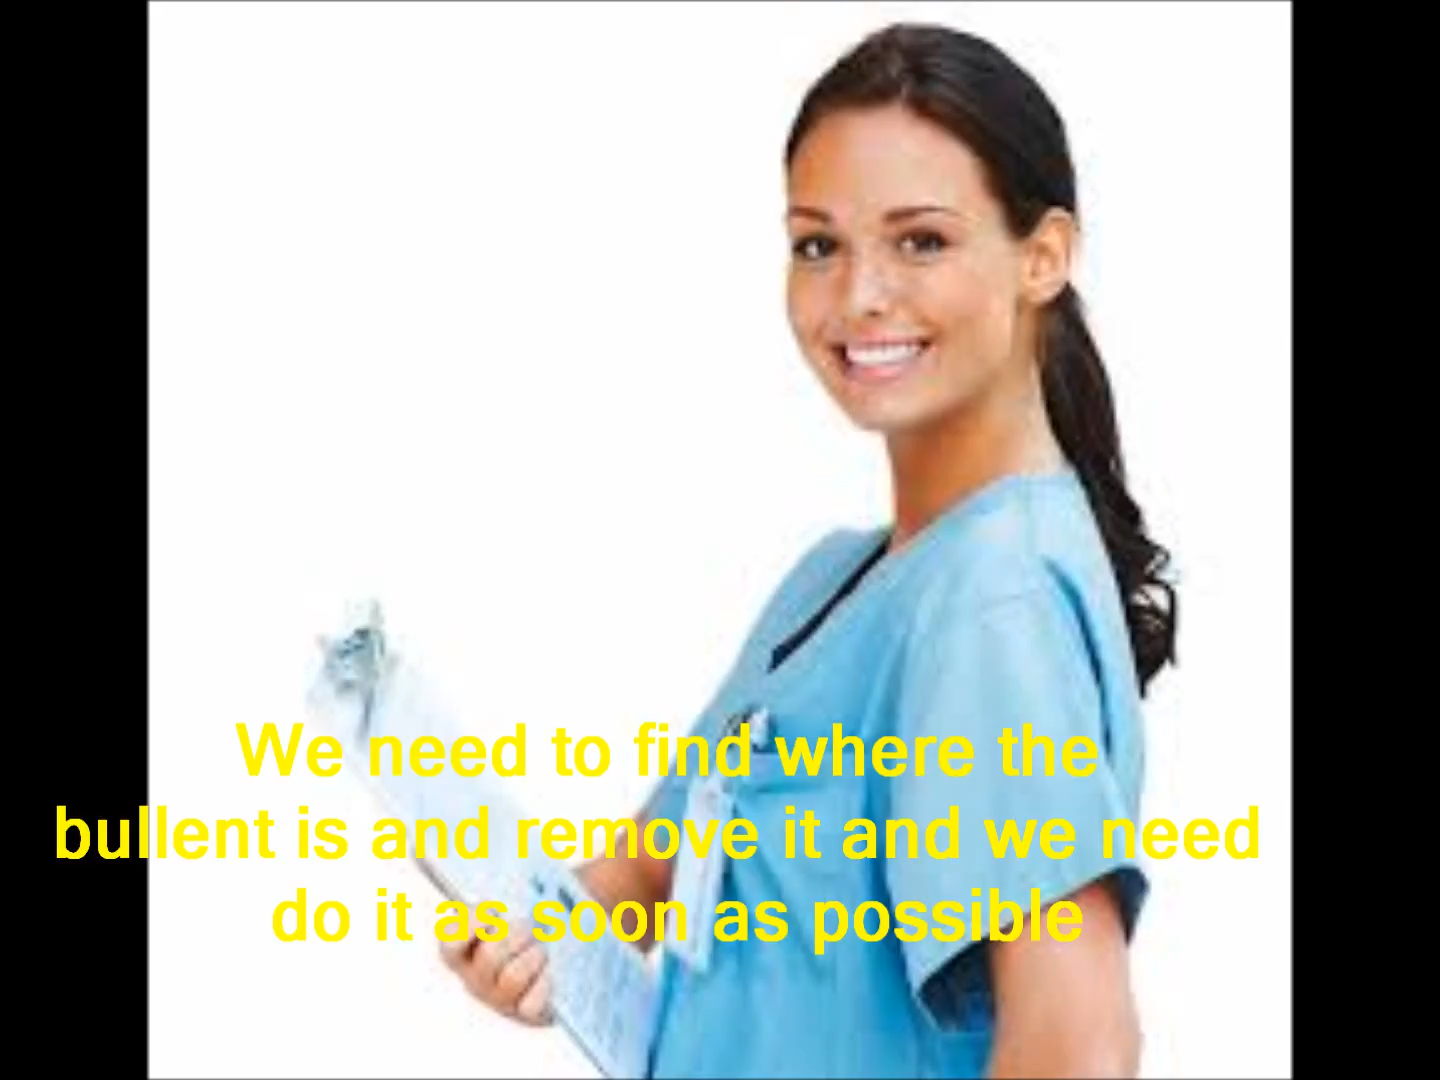 We need to find where the
bullent is and remove it and we need
do it as soon as possible